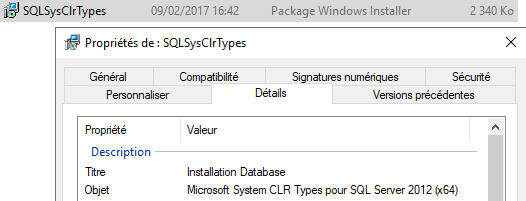 SQLSysClrTypes 09/02/2017 16:42 Package Windows Installer 2 340 Ko
Propriétés de : SQLSysClrTypes
Général Compatibilité Signatures numériques Sécurité
Personnaliser Détails Versions précédentes
Propriété Valeur
Description
Titre Installation Database
Objet Microsoft System CLR Types pour SQL Server 2012 (x64)